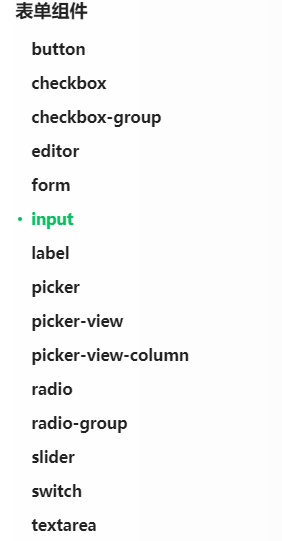 表单组件
button
checkbox
checkbox-group
editor
form
input
label
picker
picker-view
picker-view-column
radio
radio-group
slider
switch
textarea